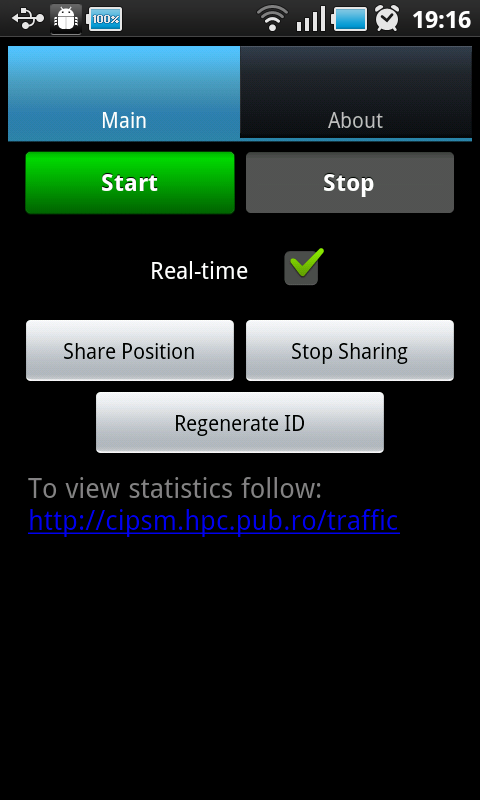 100%
19:16
Main
About
Start
Stop
Real-time
Share Position
Stop Sharing
Regenerate ID
To view statistics follow:
http://cipsm.hpc.pub.ro/traffic